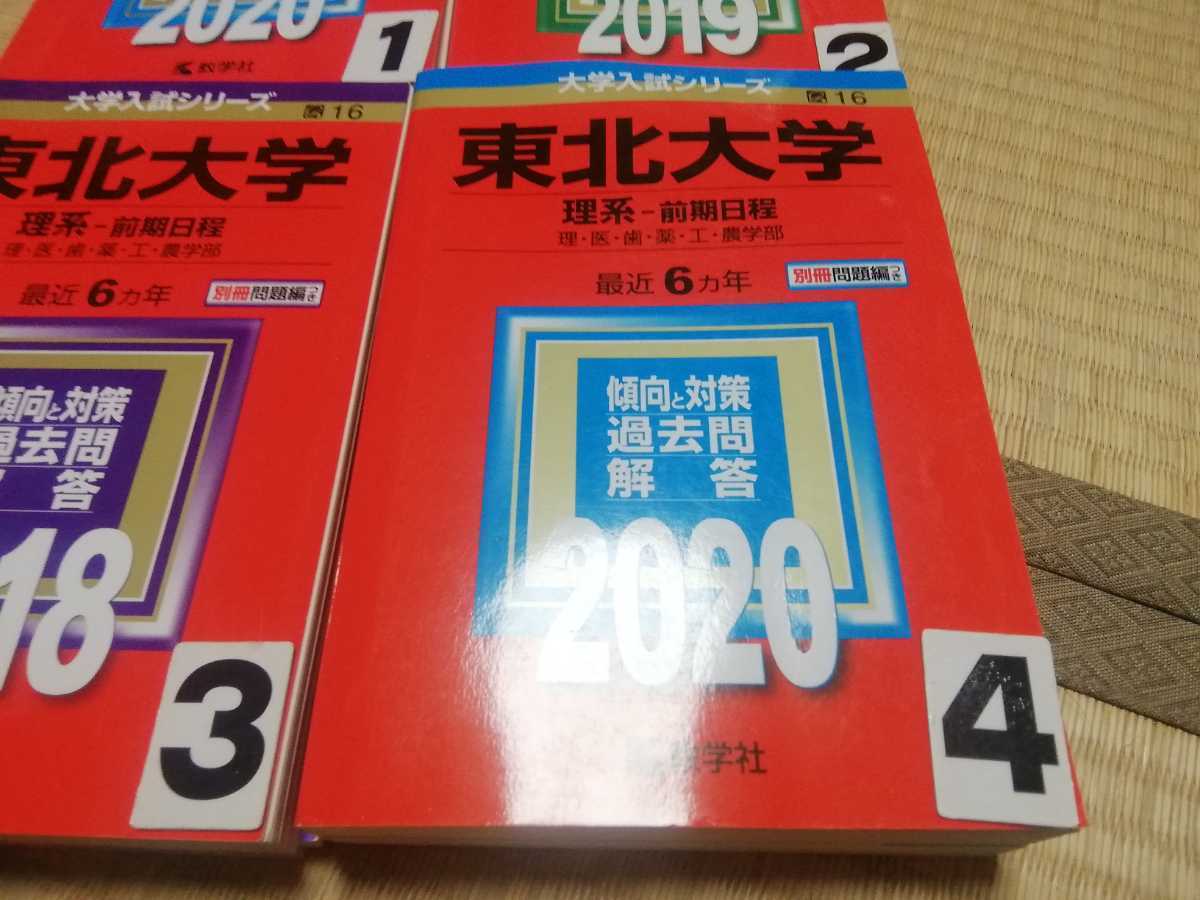 2020
教学社
1
2019
2
大学入試シリーズ
16
東北大学
理系-前期日程
理・医・歯・薬・工・農学部
最近6カ年
別冊問題編つき
傾向と対策
過去問
解答
18
3
大学入試シリーズ
16
東北大学
理系-前期日程
理・医・歯・薬・工・農学部
最近6カ年
別冊問題編つき
傾向と対策
過去問
解答
2020
教学社
4